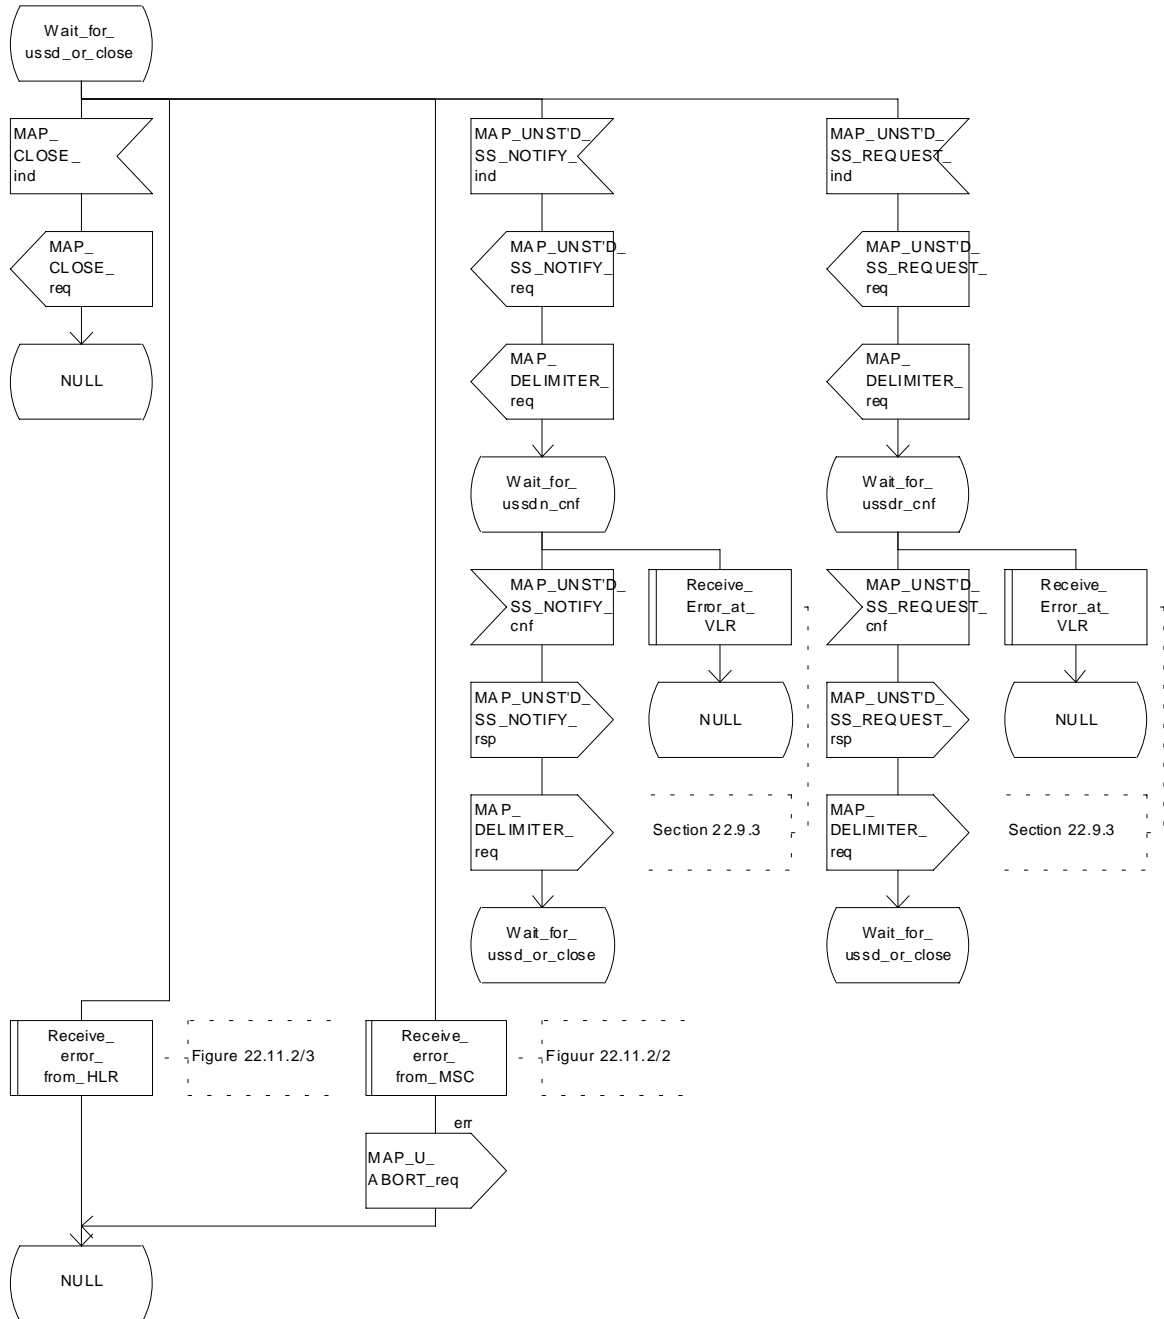 Wait_for_
ussd_or_close
MAP_
CLOSE_
ind
MAP_UNST'D_
SS_NOTIFY_
ind
MAP_UNST'D_
SS_REQUEST_
ind
MAP_
CLOSE_
req
MAP_UNST'D_
SS_NOTIFY_
req
MAP_UNST'D_
SS_REQUEST_
req
NULL
MAP_
DELIMITER_
req
MAP_
DELIMITER_
req
Wait_for_
ussdn_cnf
Wait_for_
ussdr_cnf
MAP_UNST'D_
SS_NOTIFY_
cnf
Receive_
Error_at_
VLR
MAP_UNST'D_
SS_REQUEST_
cnf
Receive_
Error_at_
VLR
MAP_UNST'D_
SS_NOTIFY_
rsp
NULL
MAP_UNST'D_
SS_REQUEST_
rsp
NULL
MAP_
DELIMITER_
req
Section 22.9.3
MAP_
DELIMITER_
req
Section 22.9.3
Wait_for_
ussd_or_close
Wait_for_
ussd_or_close
Receive_
error_
from_HLR
Figure 22.11.2/3
Receive_
error_
from_MSC
Figuur 22.11.2/2
err
MAP_U_
ABORT_req
NULL